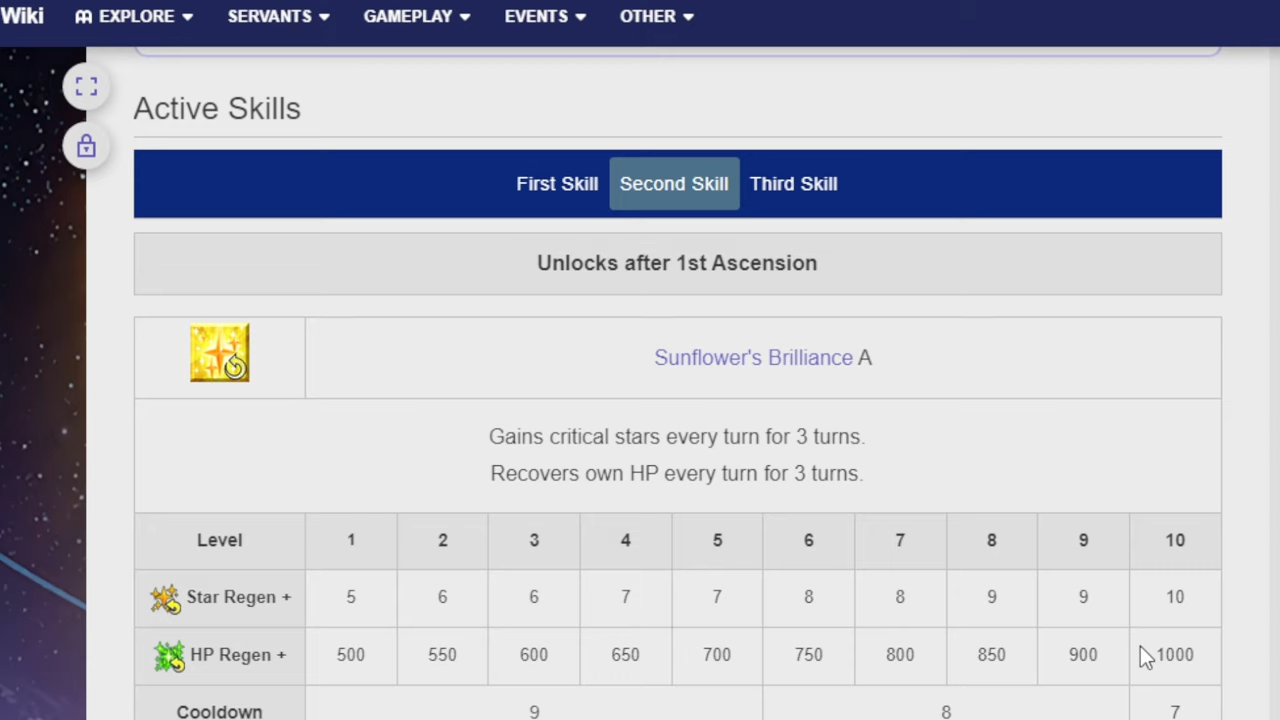 Wiki EXPLORE SERVANTS GAMEPLAY EVENTS OTHER
Active Skills
First Skill Second Skill Third Skill
Unlocks after 1st Ascension
Sunflower's Brilliance A
Gains critical stars every turn for 3 turns.
Recovers own HP every turn for 3 turns.
Level 1 2 3 4 5 6 7 8 9 10
Star Regen + 5 6 6 7 7 8 8 9 9 10
HP Regen + 500 550 600 650 700 750 800 850 900 1000
Cooldown 9 8 7